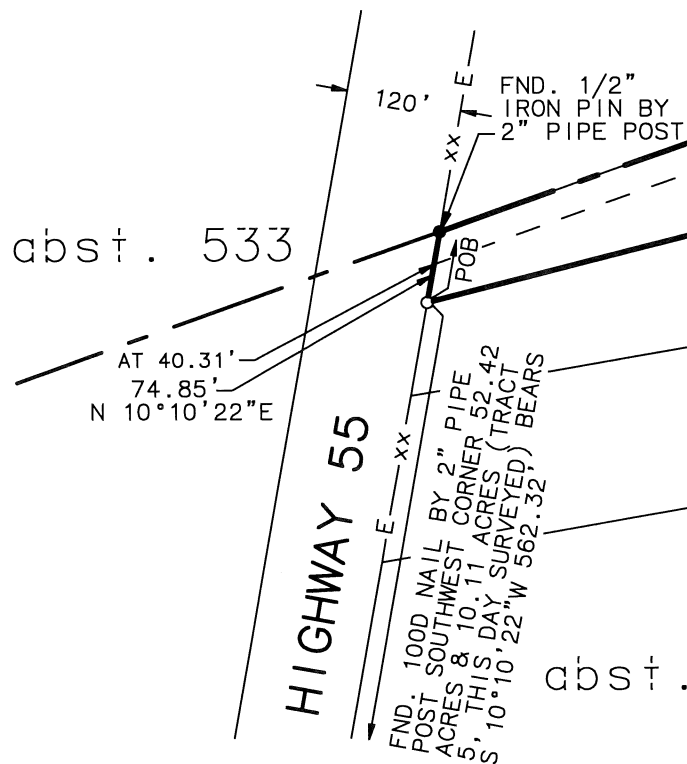 120'
E
xx
FND. 1/2"
IRON PIN BY
2" PIPE POST
abst. 533
POB
AT 40.31'
74.85'
N 10°10'22"E
HIGHWAY 55
xx
E
FND. 100D NAIL BY 2" PIPE
POST SOUTHWEST CORNER 52.42
ACRES & 10.11 ACRES (TRACT
5, THIS DAY SURVEYED) BEARS
S 10°10'22"W 562.32'
abst.